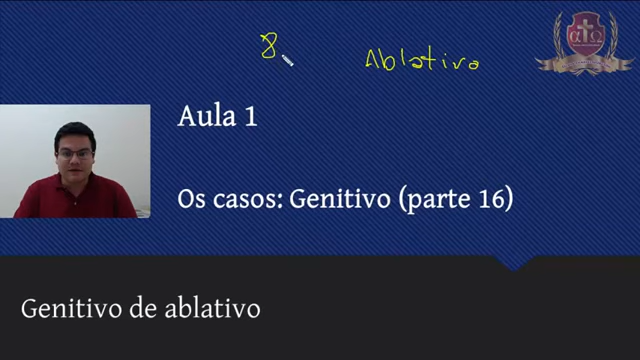 8 Ablativo
α Ω
Aula 1
Os casos: Genitivo (parte 16)
Genitivo de ablativo